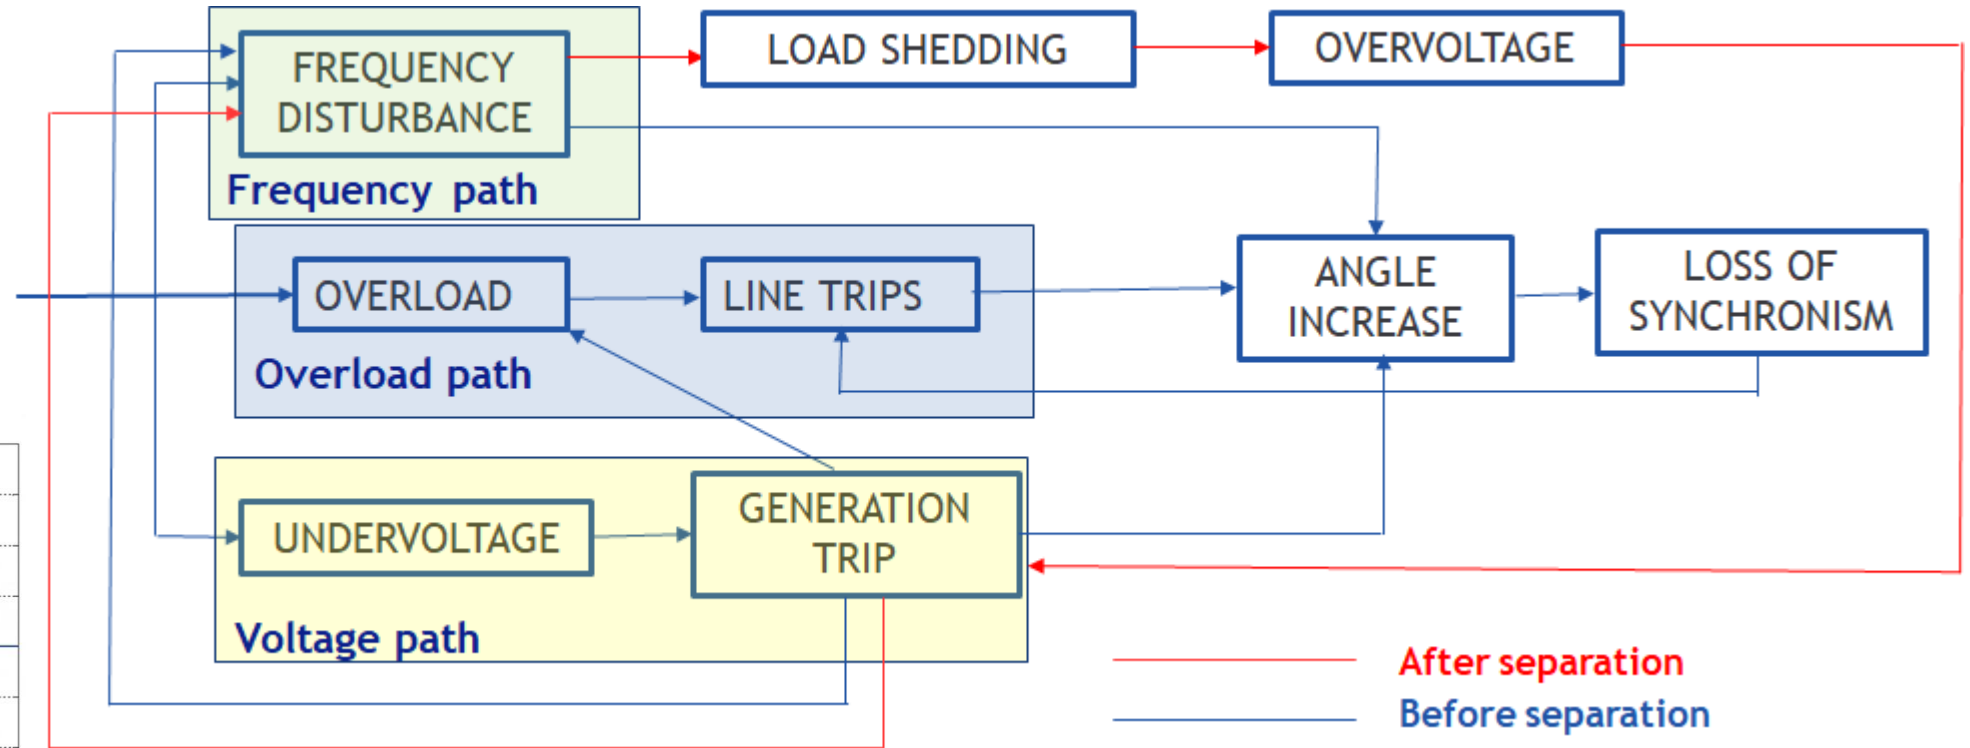 FREQUENCY
DISTURBANCE
LOAD SHEDDING
OVERVOLTAGE
Frequency path
OVERLOAD
LINE TRIPS
ANGLE
INCREASE
LOSS OF
SYNCHRONISM
Overload path
UNDERVOLTAGE
GENERATION
TRIP
Voltage path
After separation
Before separation